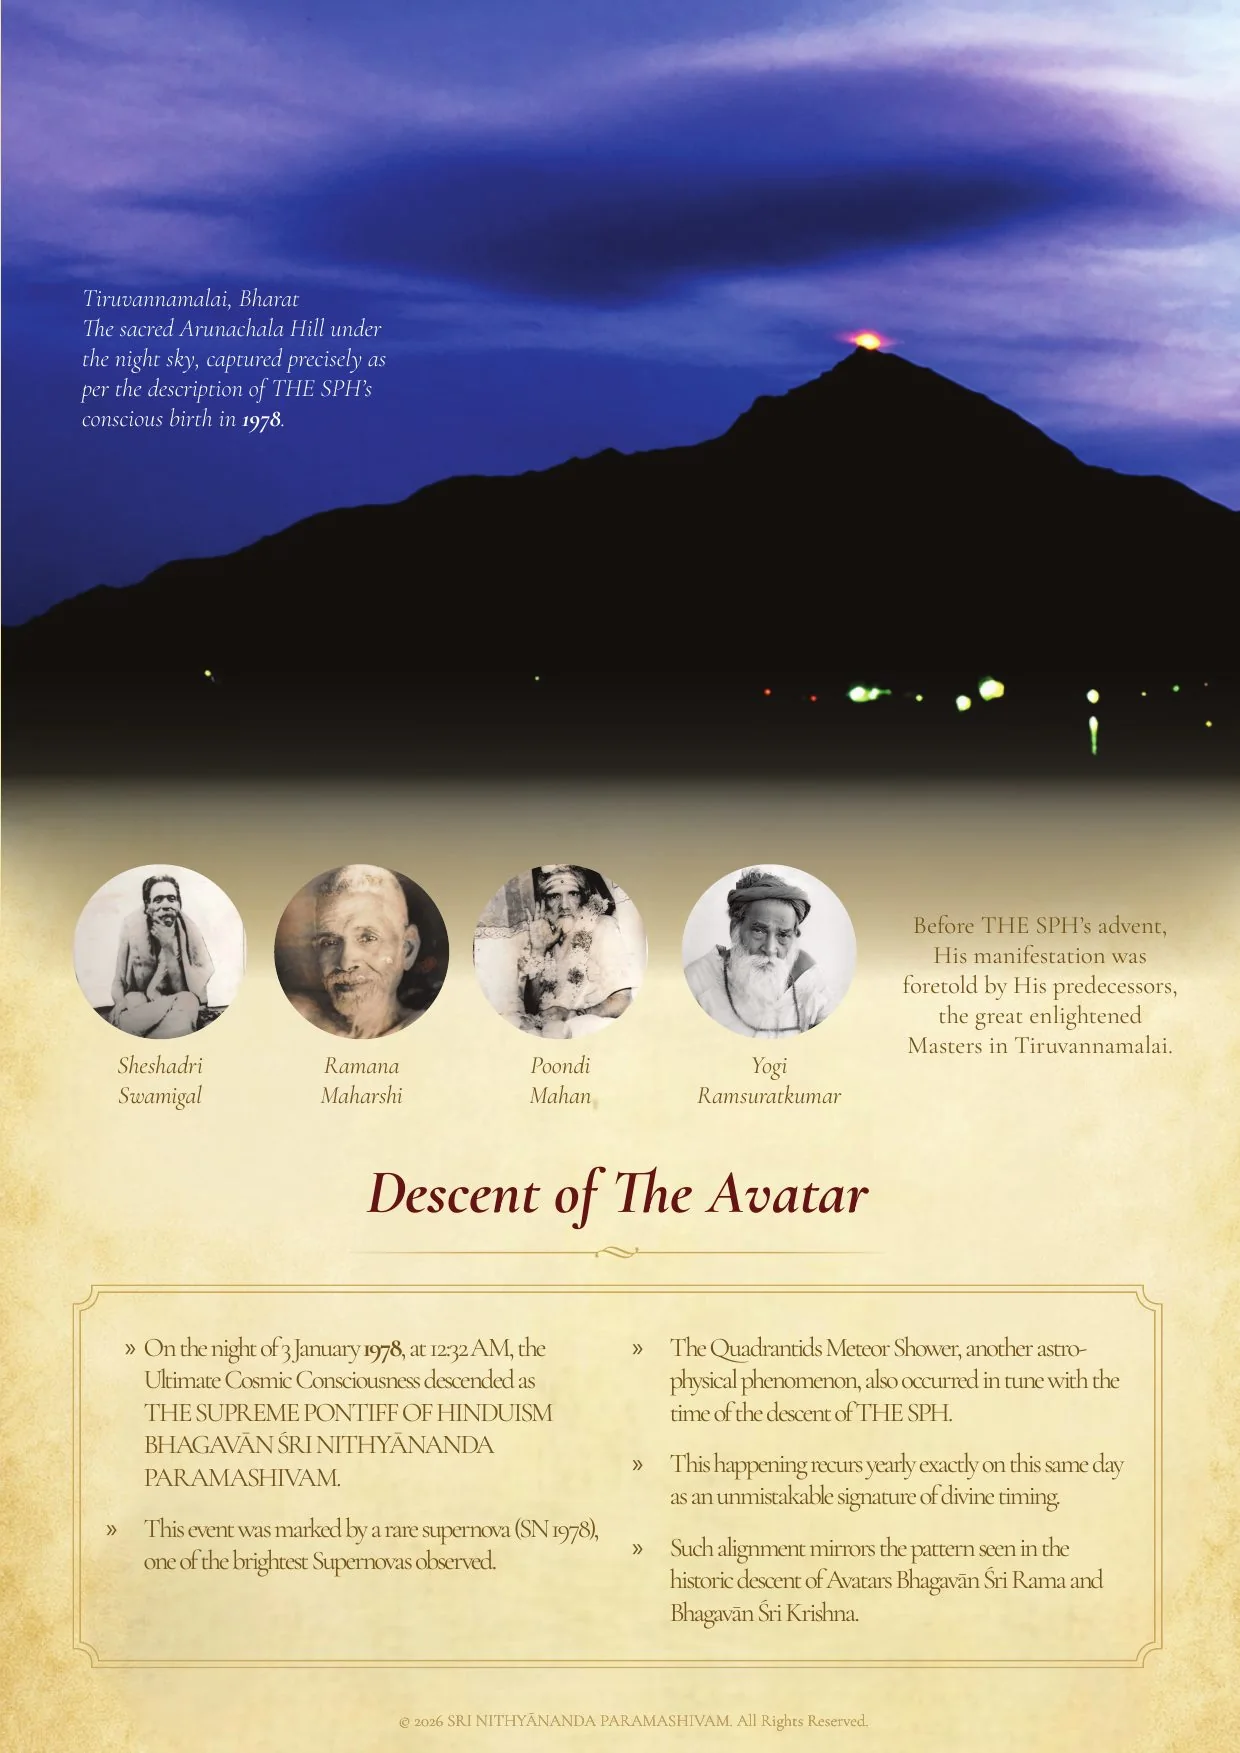 Tiruvannamalai, Bharat
The sacred Arunachala Hill under
the night sky, captured precisely as
per the description of THE SPH's
conscious birth in 1978.
Sheshadri
Swamigal
Ramana
Maharshi
Poondi
Mahan
Yogi
Ramsuratkumar
Before THE SPH's advent,
His manifestation was
foretold by His predecessors,
the great enlightened
Masters in Tiruvannamalai.
Descent of The Avatar
» On the night of 3 January 1978, at 12:32 AM, the
Ultimate Cosmic Consciousness descended as
THE SUPREME PONTIFF OF HINDUISM
BHAGAVĀN ŚRI NITHYĀNANDA
PARAMASHIVAM.
» This event was marked by a rare supernova (SN 1978),
one of the brightest Supernovas observed.
» The Quadrantids Meteor Shower, another astro-
physical phenomenon, also occurred in tune with the
time of the descent of THE SPH.
» This happening recurs yearly exactly on this same day
as an unmistakable signature of divine timing.
» Such alignment mirrors the pattern seen in the
historic descent of Avatars Bhagavān Śri Rama and
Bhagavān Śri Krishna.
© 2026 SRI NITHYĀNANDA PARAMASHIVAM. All Rights Reserved.